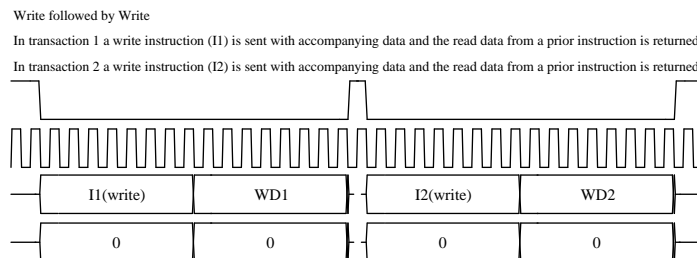 Write followed by Write
In transaction 1 a write instruction (I1) is sent with accompanying data and the read data from a prior instruction is returned
In transaction 2 a write instruction (I2) is sent with accompanying data and the read data from a prior instruction is returned
I1(write) WD1 I2(write) WD2
0 0 0 0